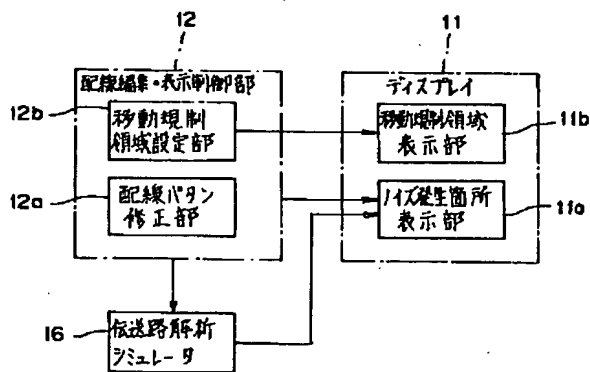 12
11
配線編集・表示制御部
ディスプレイ
12b
移動規制
領域設定部
移動規制領域
表示部
11b
12a
配線パタン
修正部
ノイズ発生箇所
表示部
11a
16
伝送路解析
シミュレータ